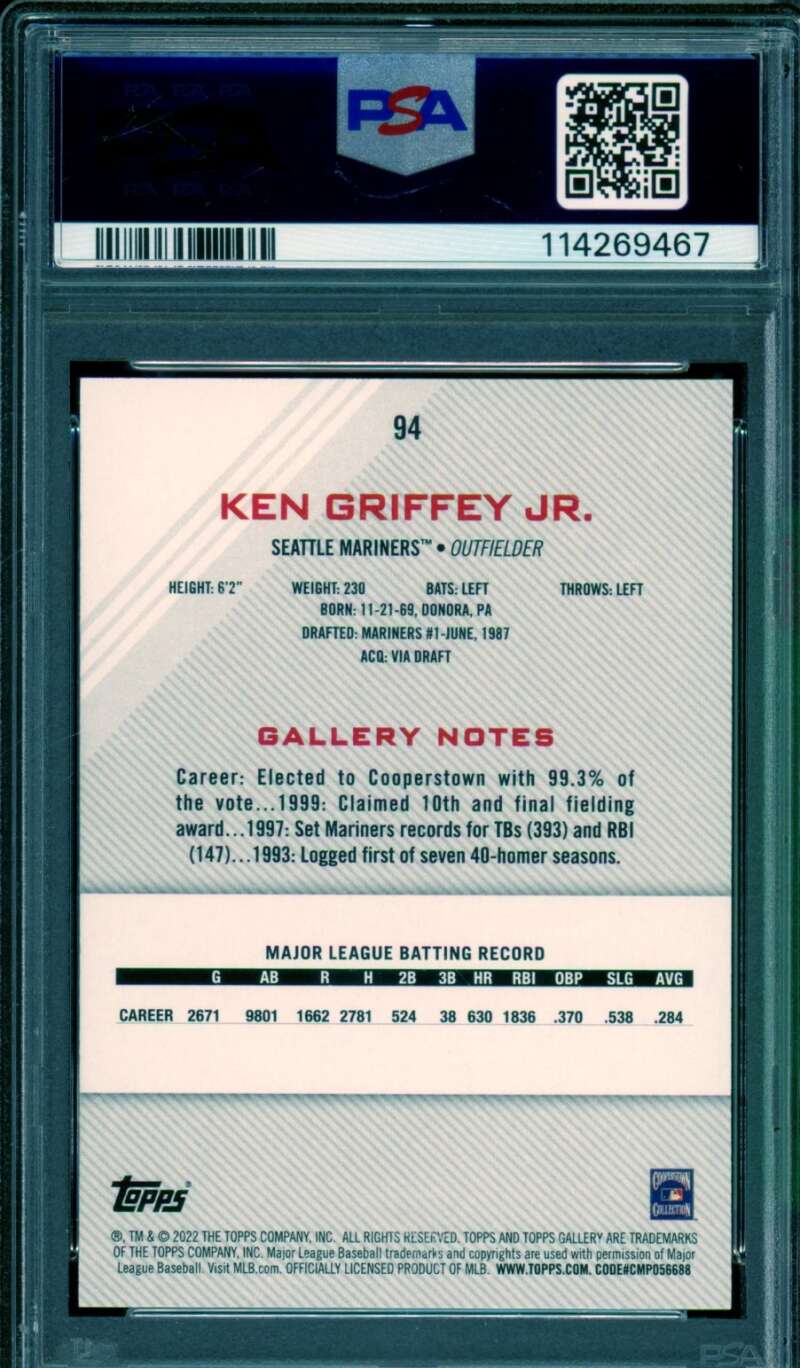 PSA
114269467
94
KEN GRIFFEY JR.
SEATTLE MARINERS™ • OUTFIELDER
HEIGHT: 6'2" WEIGHT: 230 BATS: LEFT THROWS: LEFT
BORN: 11-21-69, DONORA, PA
DRAFTED: MARINERS #1-JUNE, 1987
ACQ: VIA DRAFT
GALLERY NOTES
Career: Elected to Cooperstown with 99.3% of
the vote...1999: Claimed 10th and final fielding
award...1997: Set Mariners records for TBs (393) and RBI
(147)...1993: Logged first of seven 40-homer seasons.
MAJOR LEAGUE BATTING RECORD
G AB R H 2B 3B HR RBI OBP SLG AVG
CAREER 2671 9801 1662 2781 524 38 630 1836 .370 .538 .284
TOPPS®
COOPERSTOWN
COLLECTION
®, TM & © 2022 THE TOPPS COMPANY, INC. ALL RIGHTS RESERVED. TOPPS AND TOPPS GALLERY ARE TRADEMARKS
OF THE TOPPS COMPANY, INC. Major League Baseball trademarks and copyrights are used with permission of Major
League Baseball. Visit MLB.com. OFFICIALLY LICENSED PRODUCT OF MLB. WWW.TOPPS.COM. CODE#CMP056688
PSA